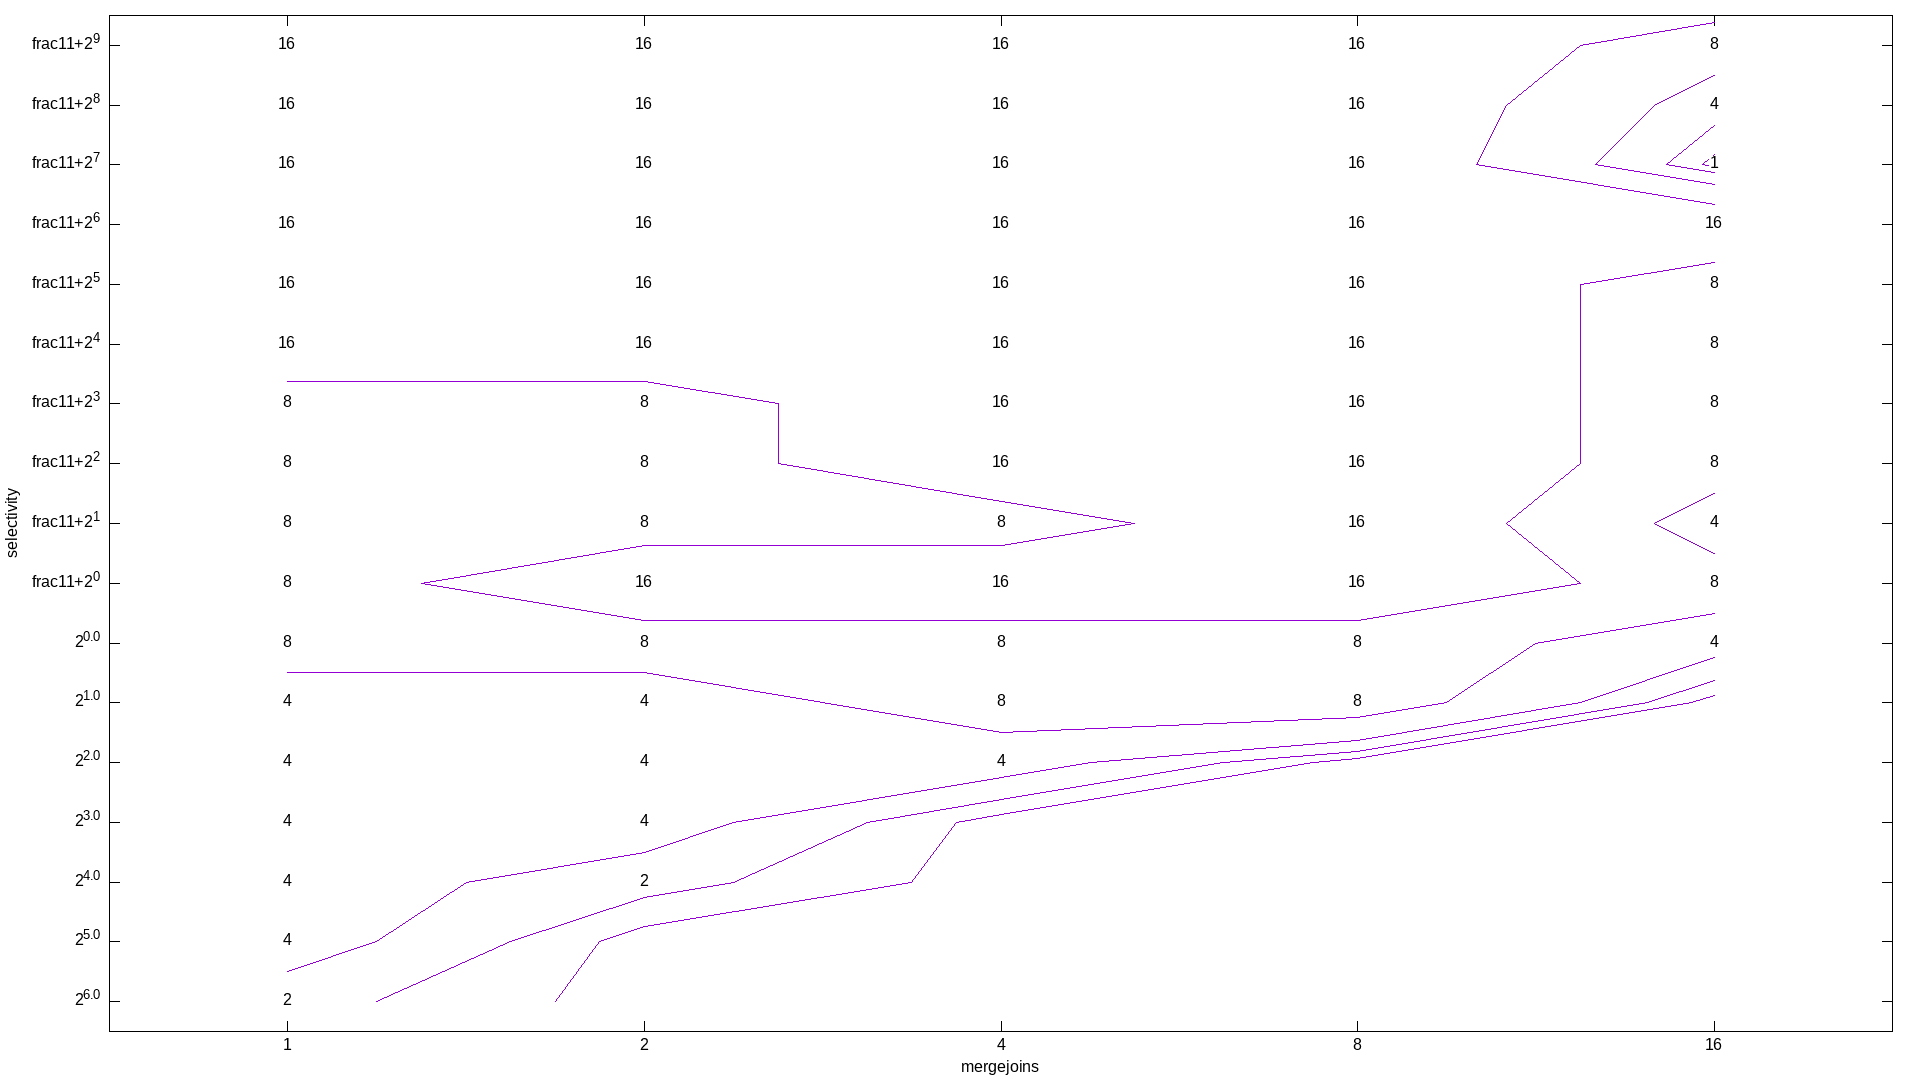 frac11+2^9 16 16 16 16 8
frac11+2^8 16 16 16 16 4
frac11+2^7 16 16 16 16 1
frac11+2^6 16 16 16 16 16
frac11+2^5 16 16 16 16 8
frac11+2^4 16 16 16 16 8
frac11+2^3 8 8 16 16 8
frac11+2^2 8 8 16 16 8
frac11+2^1 8 8 8 16 4
frac11+2^0 8 16 16 16 8
2^0.0 8 8 8 8 4
2^1.0 4 4 8 8
2^2.0 4 4 4
2^3.0 4 4
2^4.0 4 2
2^5.0 4
2^6.0 2
1 2 4 8 16
mergejoins
selectivity